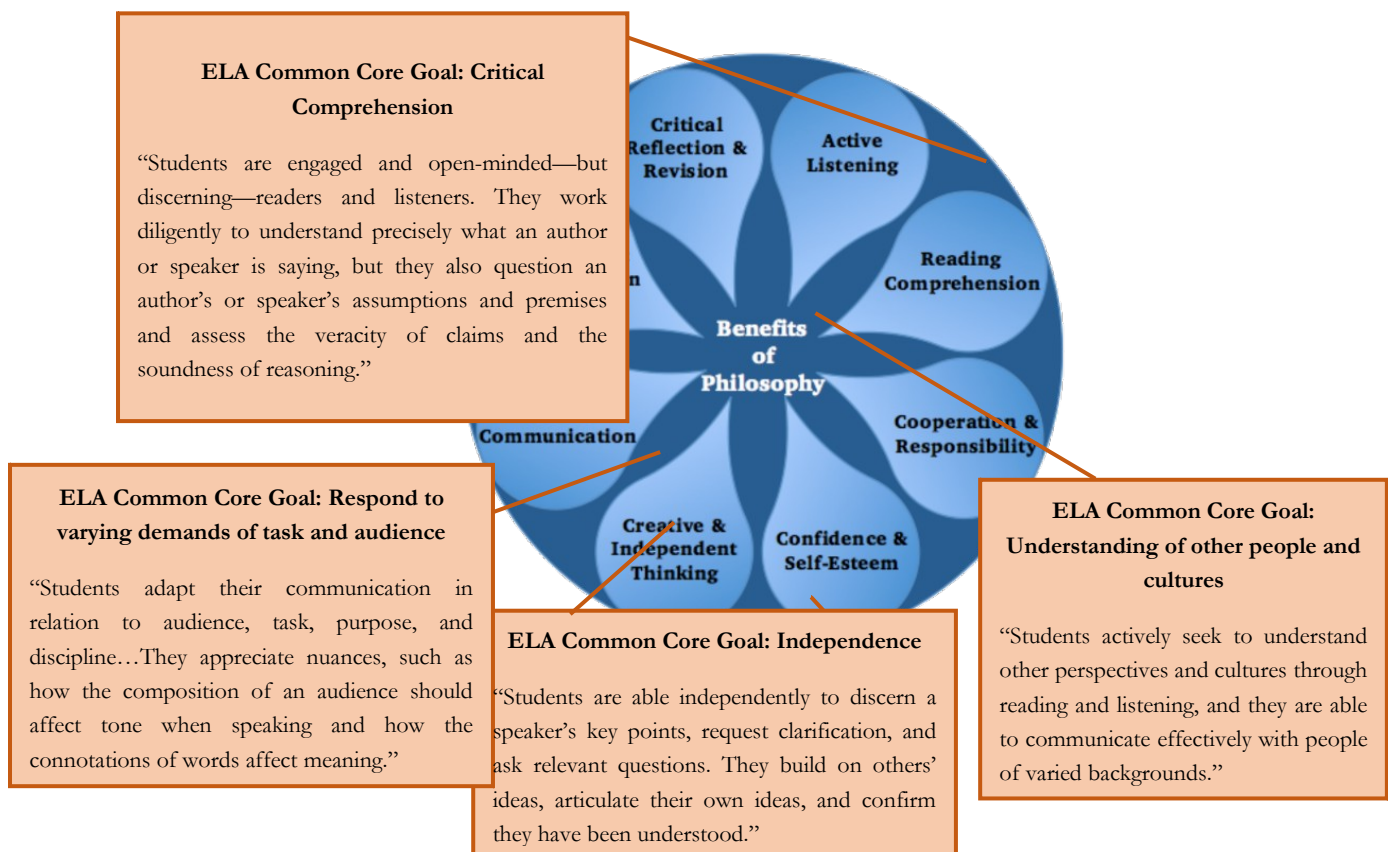 ELA Common Core Goal: Critical
Comprehension
“Students are engaged and open-minded—but
discerning—readers and listeners. They work
diligently to understand precisely what an author
or speaker is saying, but they also question an
author’s or speaker’s assumptions and premises
and assess the veracity of claims and the
soundness of reasoning.”
Critical
Reflection &
Revision
Active
Listening
Reading
Comprehension
Cooperation &
Responsibility
Confidence &
Self-Esteem
Creative &
Independent
Thinking
Communication
Benefits
of
Philosophy
ELA Common Core Goal: Respond to
varying demands of task and audience
“Students adapt their communication in
relation to audience, task, purpose, and
discipline…They appreciate nuances, such as
how the composition of an audience should
affect tone when speaking and how the
connotations of words affect meaning.”
ELA Common Core Goal: Independence
“Students are able independently to discern a
speaker’s key points, request clarification, and
ask relevant questions. They build on others’
ideas, articulate their own ideas, and confirm
they have been understood.”
ELA Common Core Goal:
Understanding of other people and
cultures
“Students actively seek to understand
other perspectives and cultures through
reading and listening, and they are able
to communicate effectively with people
of varied backgrounds.”